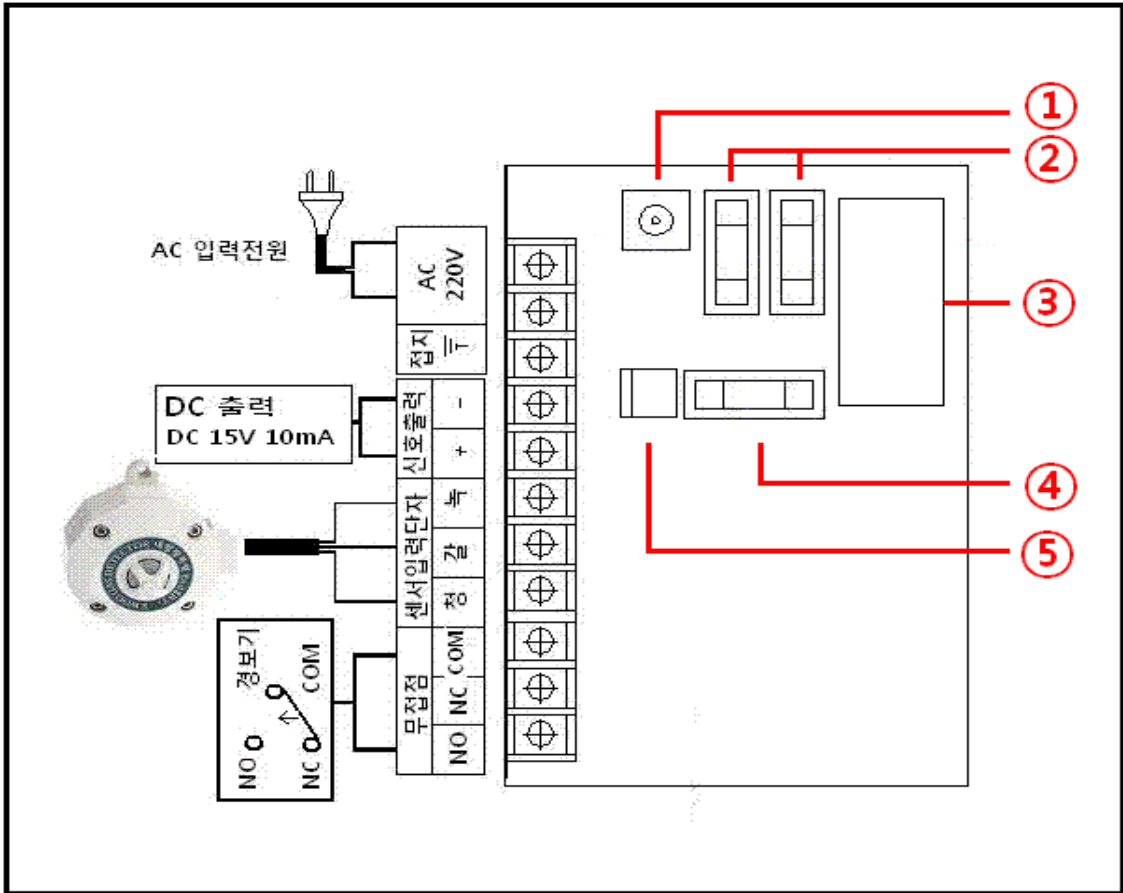 ①
②
AC 입력전원
AC
220V
③
접지
DC 출력
DC 15V 10mA
신호출력
-
+
④
센서입력단자
녹
갈
청
⑤
경보기
COM
NO
NC
무접점
COM
NC
NO